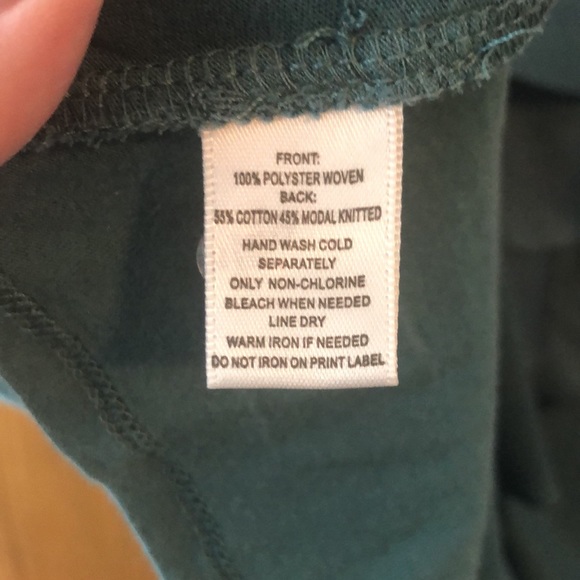 FRONT:
100% POLYSTER WOVEN
BACK:
55% COTTON 45% MODAL KNITTED
HAND WASH COLD
SEPARATELY
ONLY NON-CHLORINE
BLEACH WHEN NEEDED
LINE DRY
WARM IRON IF NEEDED
DO NOT IRON ON PRINT LABEL